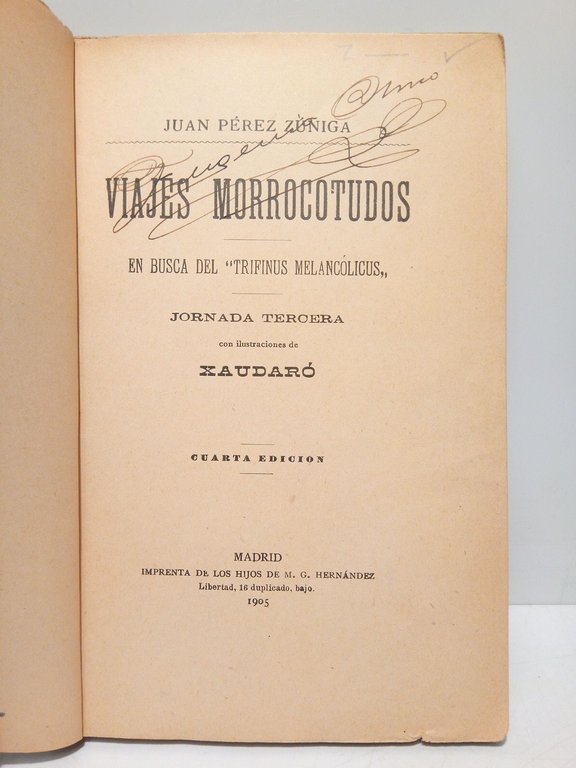 JUAN PÉREZ ZÚÑIGA
VIAJES MORROCOTUDOS
EN BUSCA DEL "TRIFINUS MELANCÓLICUS„
JORNADA TERCERA
con ilustraciones de
XAUDARÓ
CUARTA EDICION
MADRID
IMPRENTA DE LOS HIJOS DE M. G. HERNÁNDEZ
Libertad, 16 duplicado, bajo.
1905